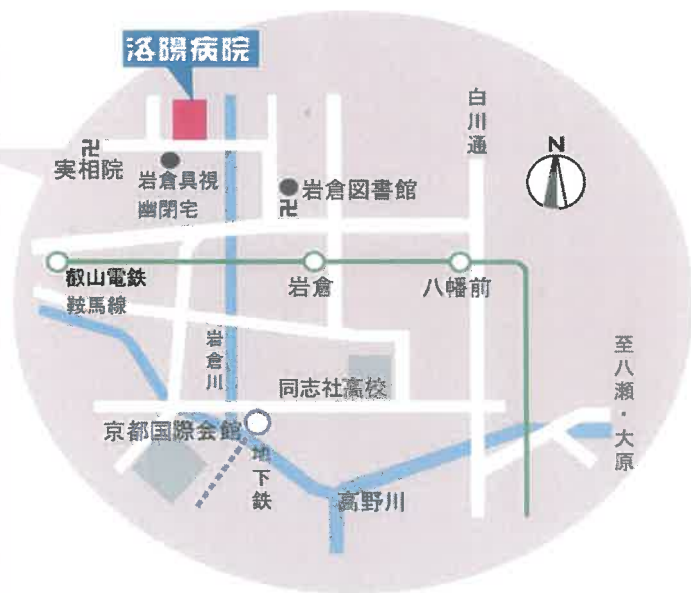 洛陽病院
白川通
N
卍
実相院
岩倉具視
幽閉宅
岩倉図書館
卍
叡山電鉄
鞍馬線
岩倉
八幡前
岩倉川
同志社高校
至八瀬・大原
京都国際会館
地下鉄
高野川